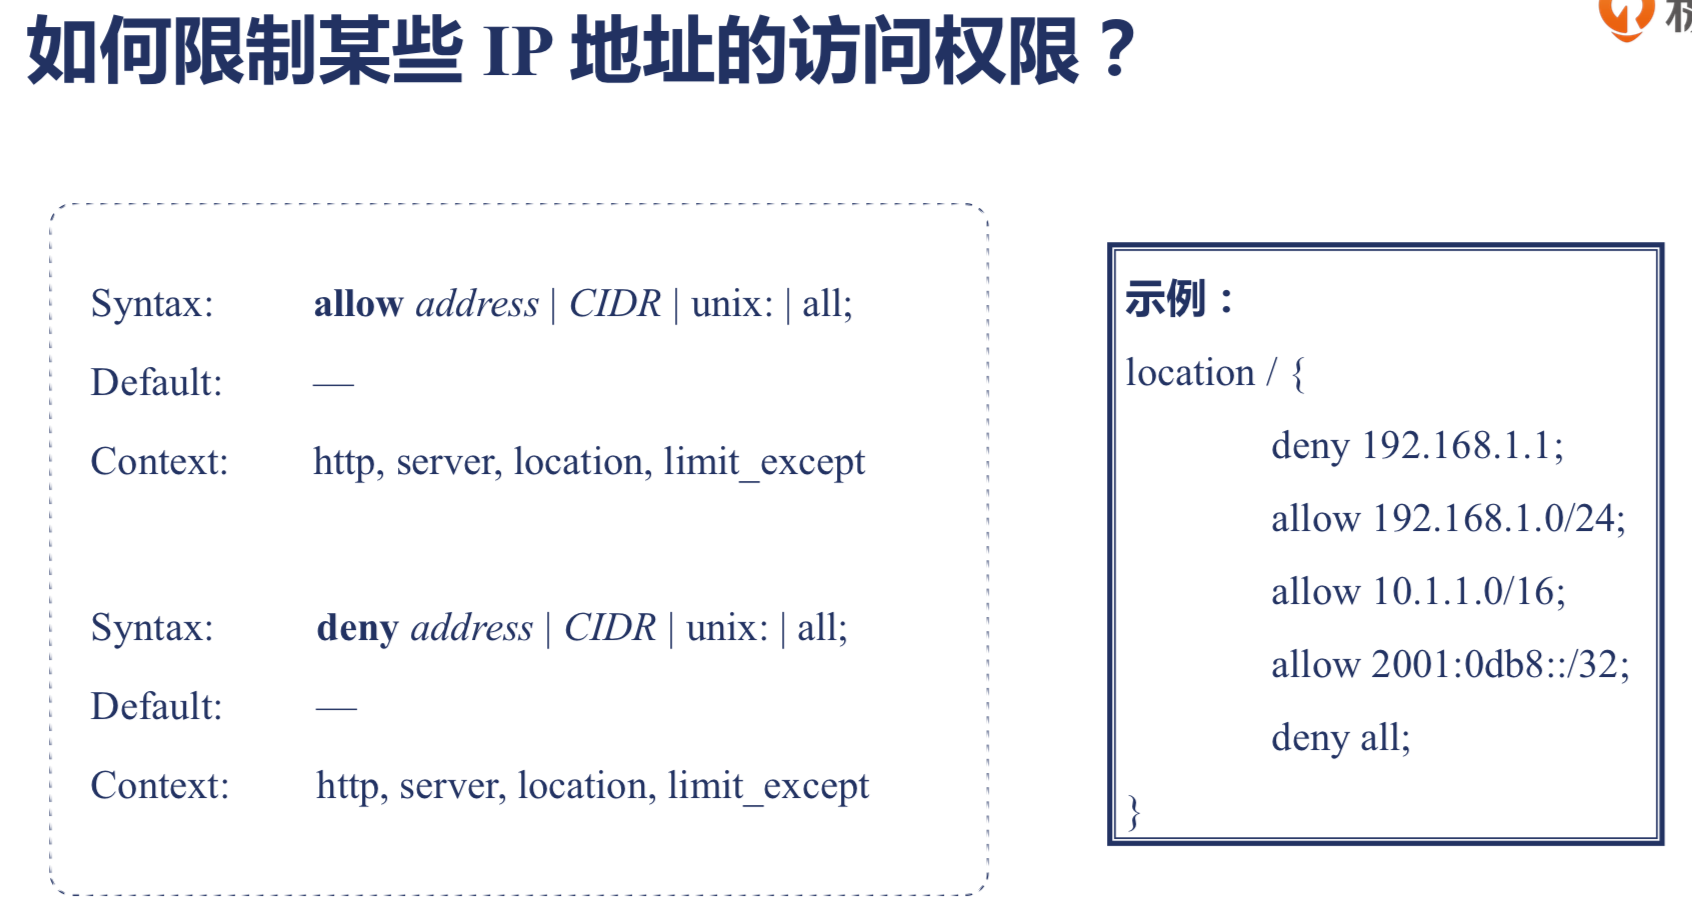 如何限制某些 IP 地址的访问权限？
Syntax: allow address | CIDR | unix: | all;
Default: —
Context: http, server, location, limit_except
Syntax: deny address | CIDR | unix: | all;
Default: —
Context: http, server, location, limit_except
示例：
location / {
deny 192.168.1.1;
allow 192.168.1.0/24;
allow 10.1.1.0/16;
allow 2001:0db8::/32;
deny all;
}